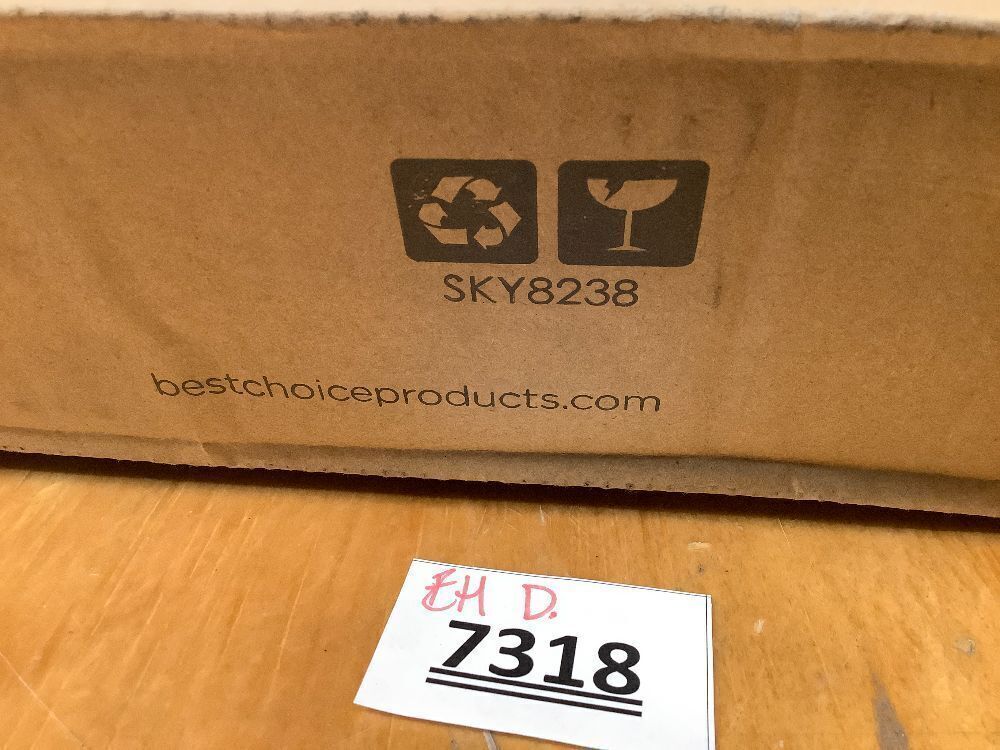 SKY8238
bestchoiceproducts.com
EH D.
7318